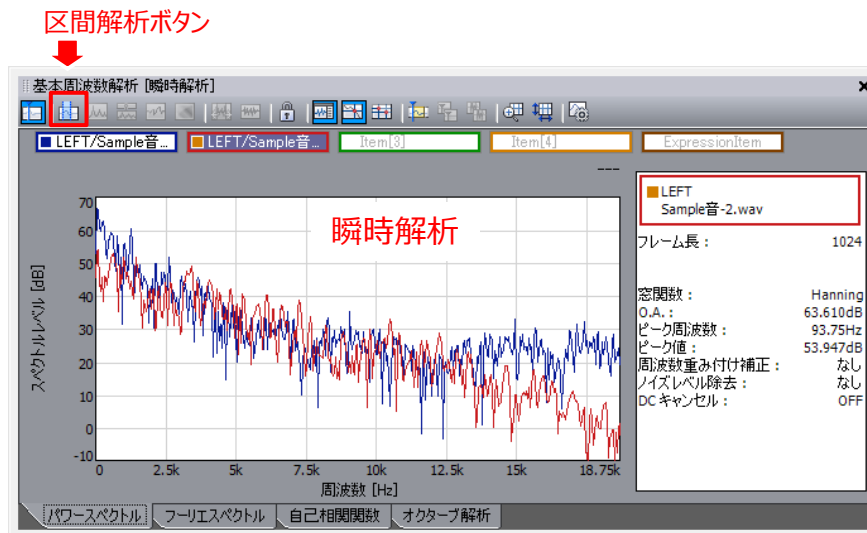 区間解析ボタン
基本周波数解析 [瞬時解析]
LEFT/Sample音...
LEFT/Sample音...
Item[3]
Item[4]
ExpressionItem
---
瞬時解析
スペクトルレベル [dB]
70
60
50
40
30
20
10
0
-10
0 2.5k 5k 7.5k 10k 12.5k 15k 18.75k
周波数 [Hz]
LEFT
Sample音-2.wav
フレーム長： 1024
窓関数： Hanning
O.A.： 63.610dB
ピーク周波数： 93.75Hz
ピーク値： 53.947dB
周波数重み付け補正： なし
ノイズレベル除去： なし
DCキャンセル： OFF
パワースペクトル フーリエスペクトル 自己相関関数 オクターブ解析